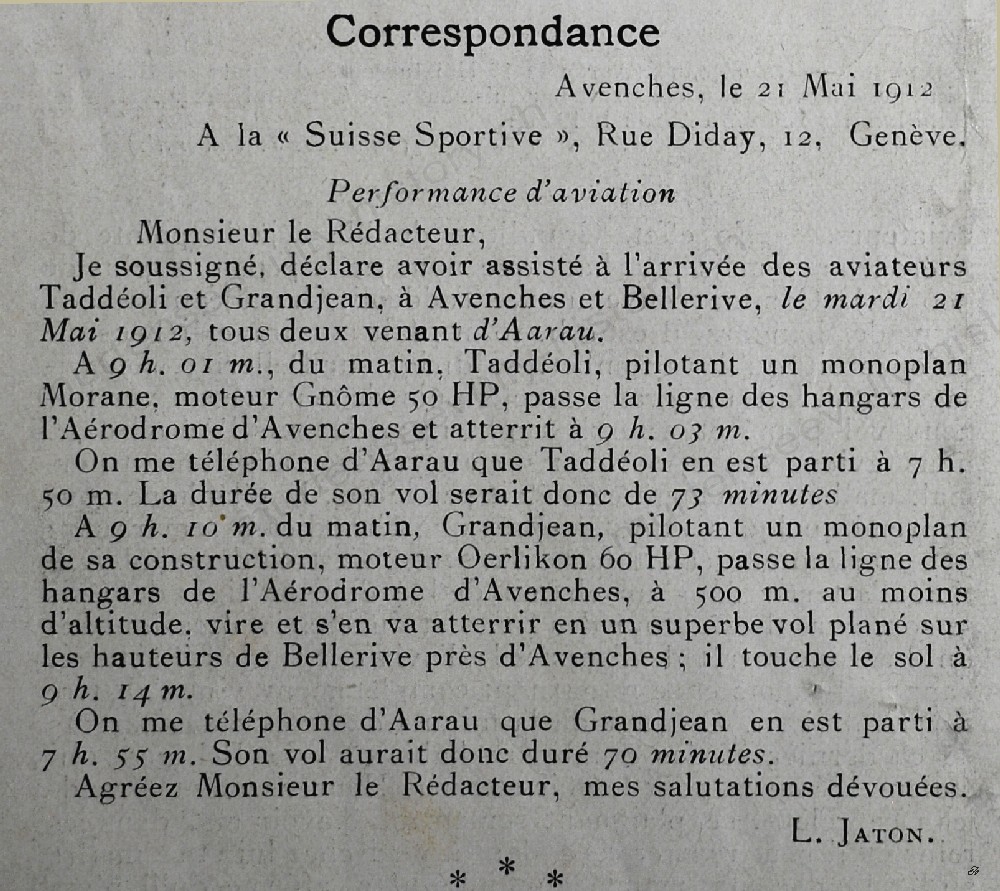 Correspondance
Avenches, le 21 Mai 1912
A la « Suisse Sportive », Rue Diday, 12, Genève.
Performance d'aviation
Monsieur le Rédacteur,
Je soussigné, déclare avoir assisté à l'arrivée des aviateurs
Taddéoli et Grandjean, à Avenches et Bellerive, le mardi 21
Mai 1912, tous deux venant d'Aarau.
A 9 h. 01 m., du matin, Taddéoli, pilotant un monoplan
Morane, moteur Gnôme 50 HP, passe la ligne des hangars de
l'Aérodrome d'Avenches et atterrit à 9 h. 03 m.
On me téléphone d'Aarau que Taddéoli en est parti à 7 h.
50 m. La durée de son vol serait donc de 73 minutes
A 9 h. 10 m. du matin, Grandjean, pilotant un monoplan
de sa construction, moteur Oerlikon 60 HP, passe la ligne des
hangars de l'Aérodrome d'Avenches, à 500 m. au moins
d'altitude, vire et s'en va atterrir en un superbe vol plané sur
les hauteurs de Bellerive près d'Avenches ; il touche le sol à
9 h. 14 m.
On me téléphone d'Aarau que Grandjean en est parti à
7 h. 55 m. Son vol aurait donc duré 70 minutes.
Agréez Monsieur le Rédacteur, mes salutations dévouées.
L. JATON.
* * *